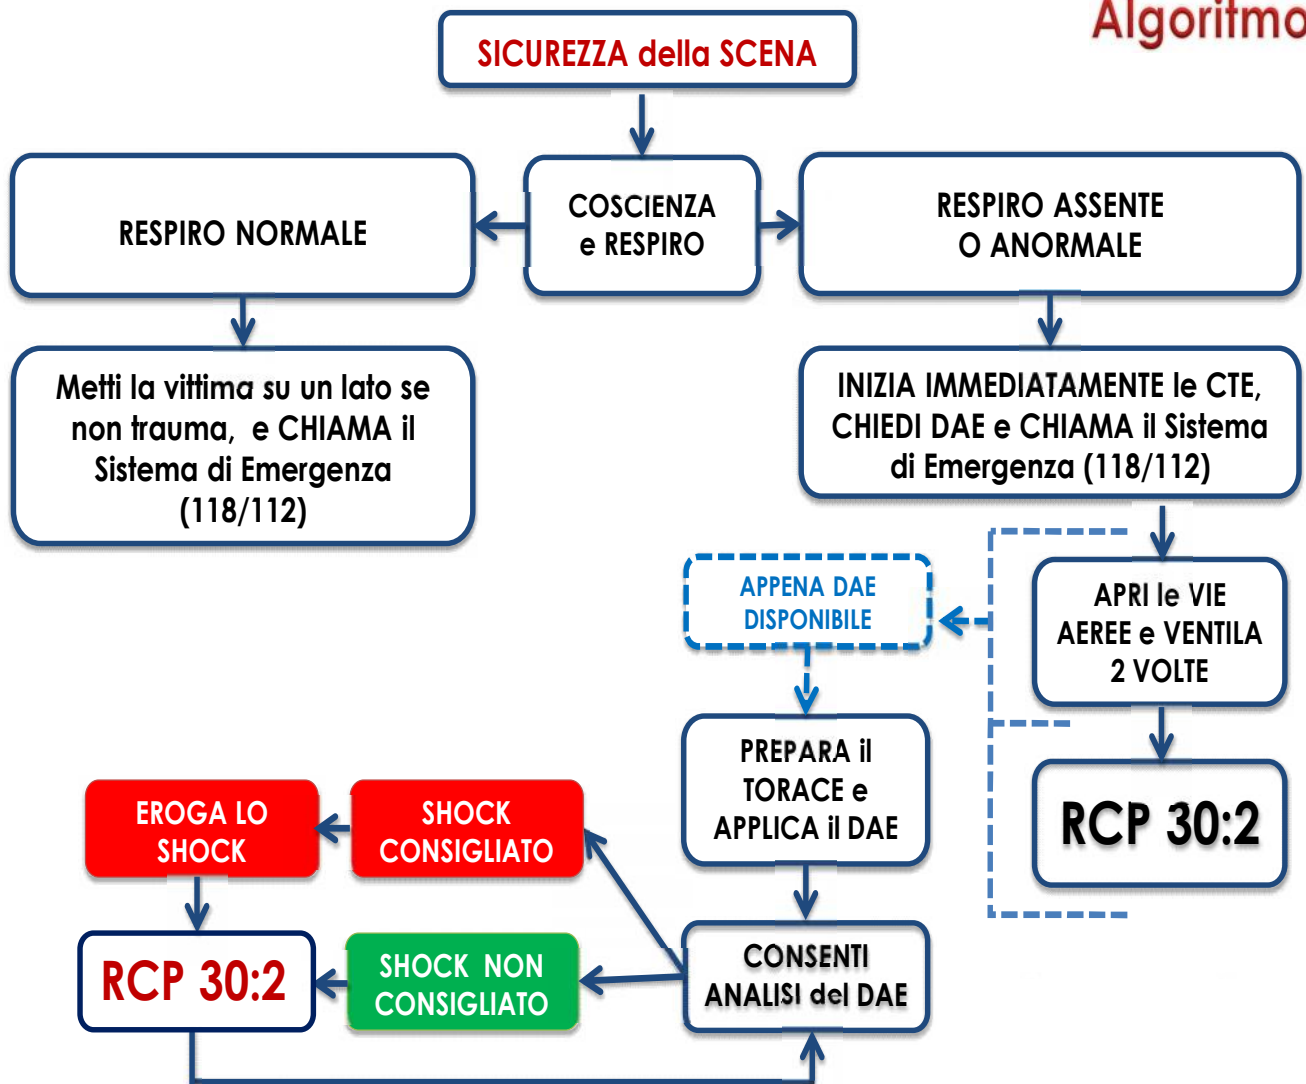 Algoritmo
SICUREZZA della SCENA
COSCIENZA
e RESPIRO
RESPIRO NORMALE
RESPIRO ASSENTE
O ANORMALE
Metti la vittima su un lato se
non trauma, e CHIAMA il
Sistema di Emergenza
(118/112)
INIZIA IMMEDIATAMENTE le CTE,
CHIEDI DAE e CHIAMA il Sistema
di Emergenza (118/112)
APRI le VIE
AEREE e VENTILA
2 VOLTE
RCP 30:2
APPENA DAE
DISPONIBILE
PREPARA il
TORACE e
APPLICA il DAE
CONSENTI
ANALISI del DAE
SHOCK
CONSIGLIATO
EROGA LO
SHOCK
SHOCK NON
CONSIGLIATO
RCP 30:2